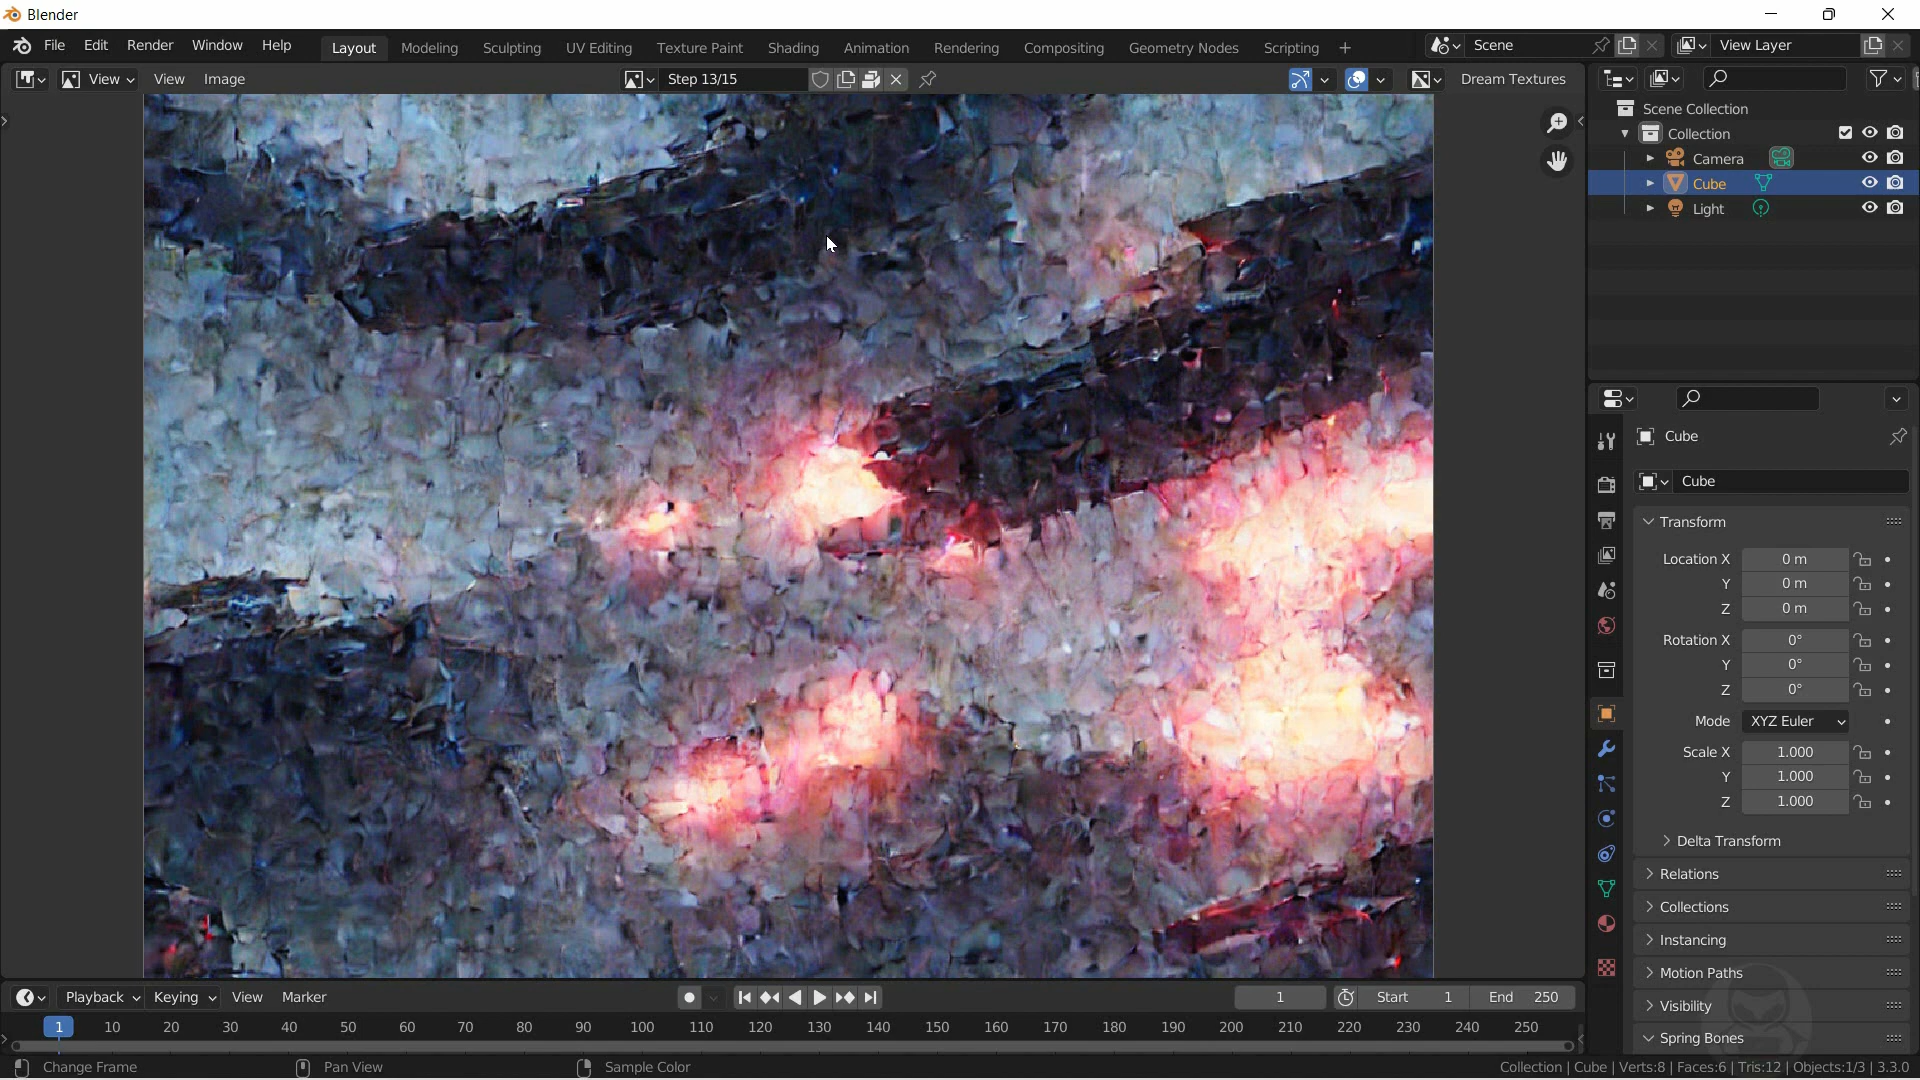 Blender
File Edit Render Window Help Layout Modeling Sculpting UV Editing Texture Paint Shading Animation Rendering Compositing Geometry Nodes Scripting + Scene View Layer
View View Image Step 13/15 Dream Textures
Scene Collection
Collection
Camera
Cube
Light
Cube
Cube
Transform
Location X 0 m
Y 0 m
Z 0 m
Rotation X 0°
Y 0°
Z 0°
Mode XYZ Euler
Scale X 1.000
Y 1.000
Z 1.000
Delta Transform
Relations
Collections
Instancing
Motion Paths
Visibility
Spring Bones
Playback Keying View Marker 1 Start 1 End 250
1 10 20 30 40 50 60 70 80 90 100 110 120 130 140 150 160 170 180 190 200 210 220 230 240 250
Change Frame Pan View Sample Color Collection | Cube | Verts:8 | Faces:6 | Tris:12 | Objects:1/3 | 3.3.0